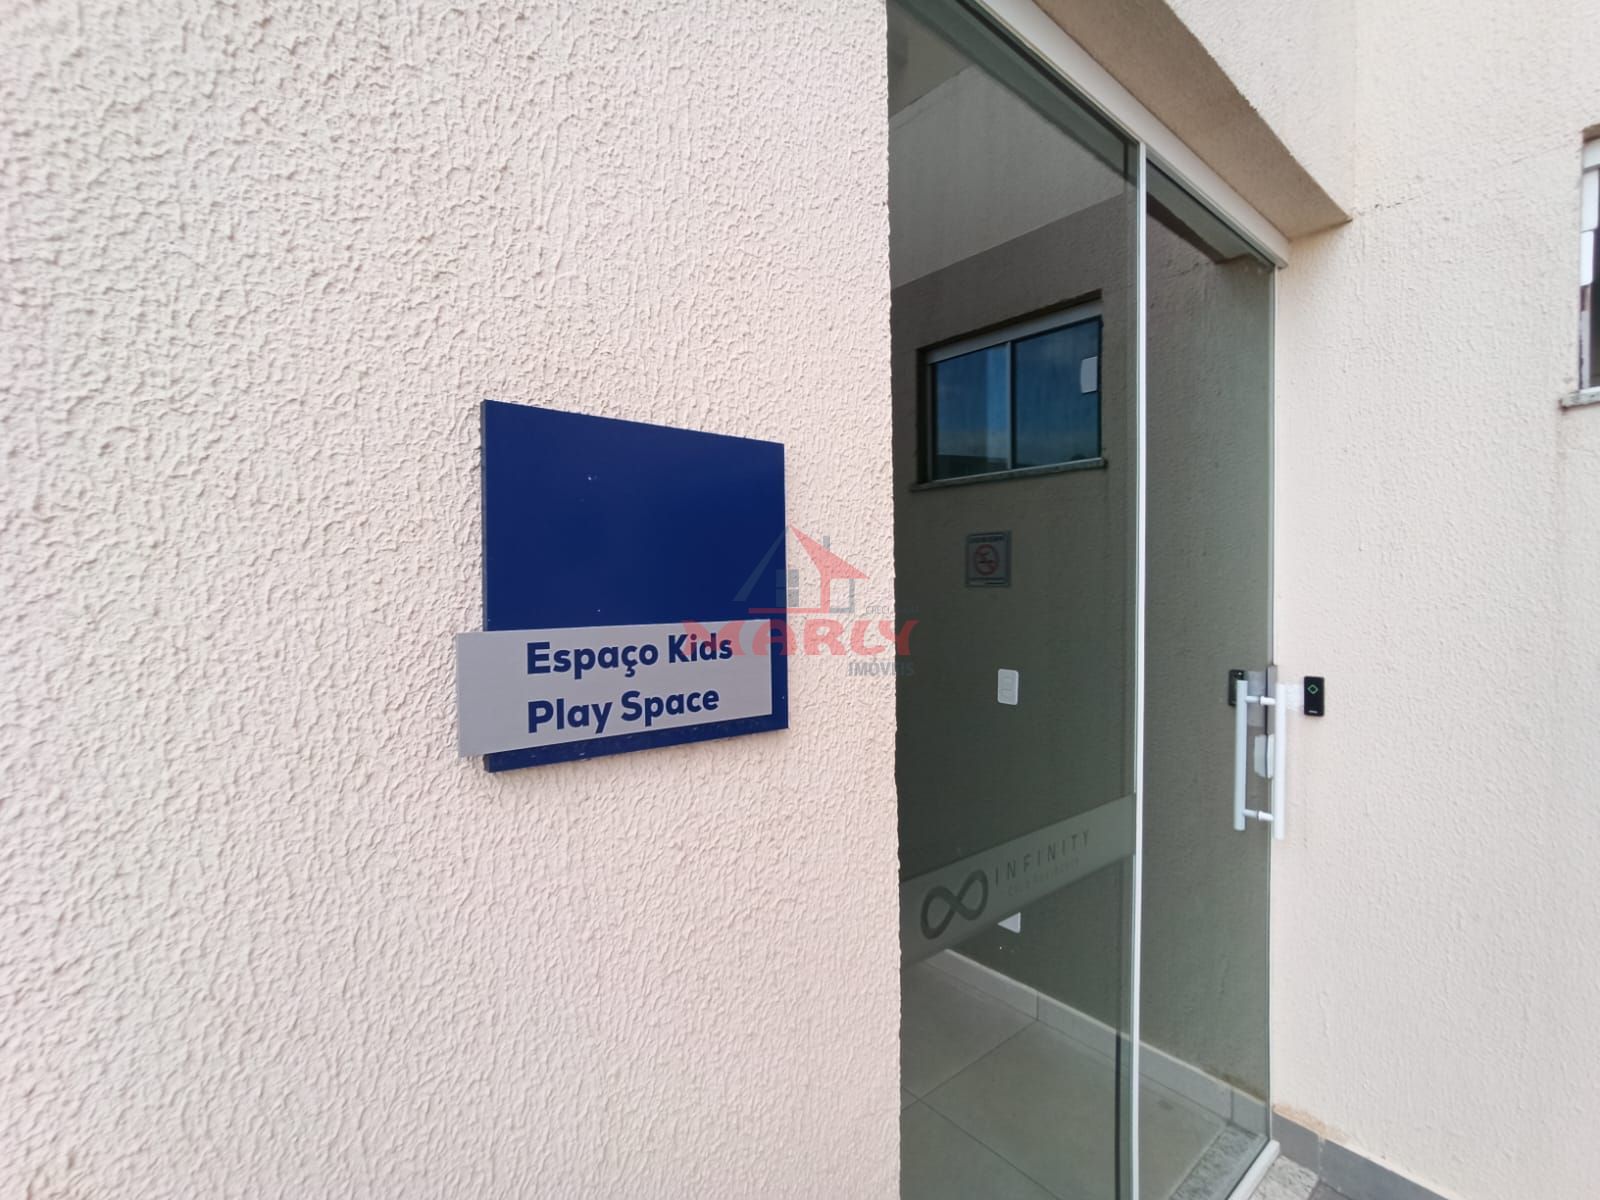 Espaço Kids
Play Space
MARLY
IMÓVEIS
INFINITY